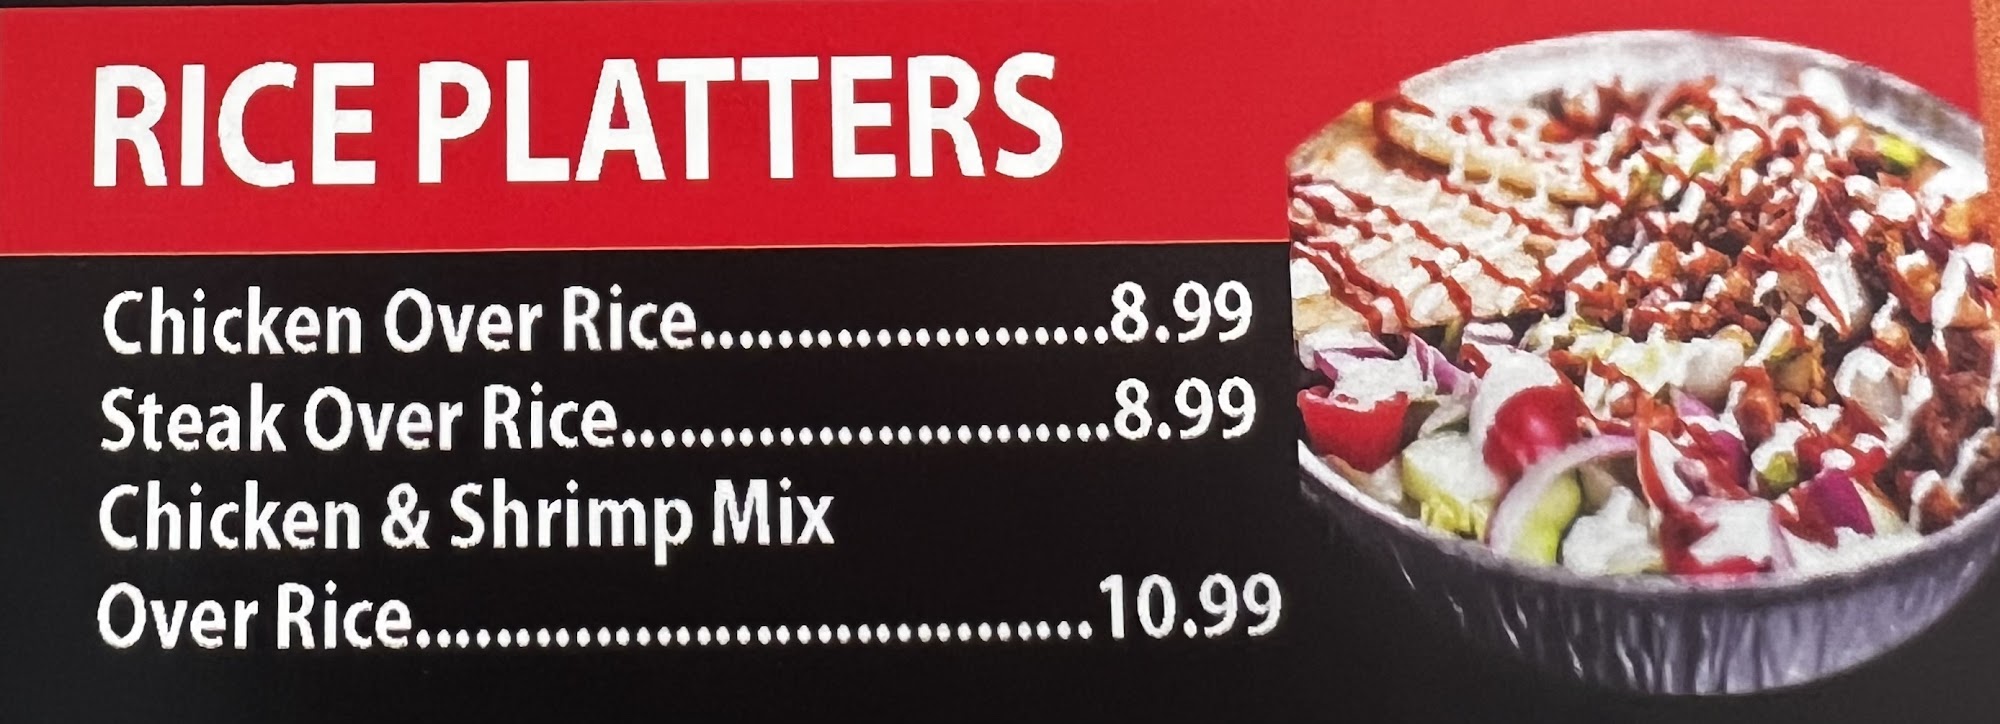 RICE PLATTERS
Chicken Over Rice.....................8.99
Steak Over Rice.........................8.99
Chicken & Shrimp Mix
Over Rice..................................10.99